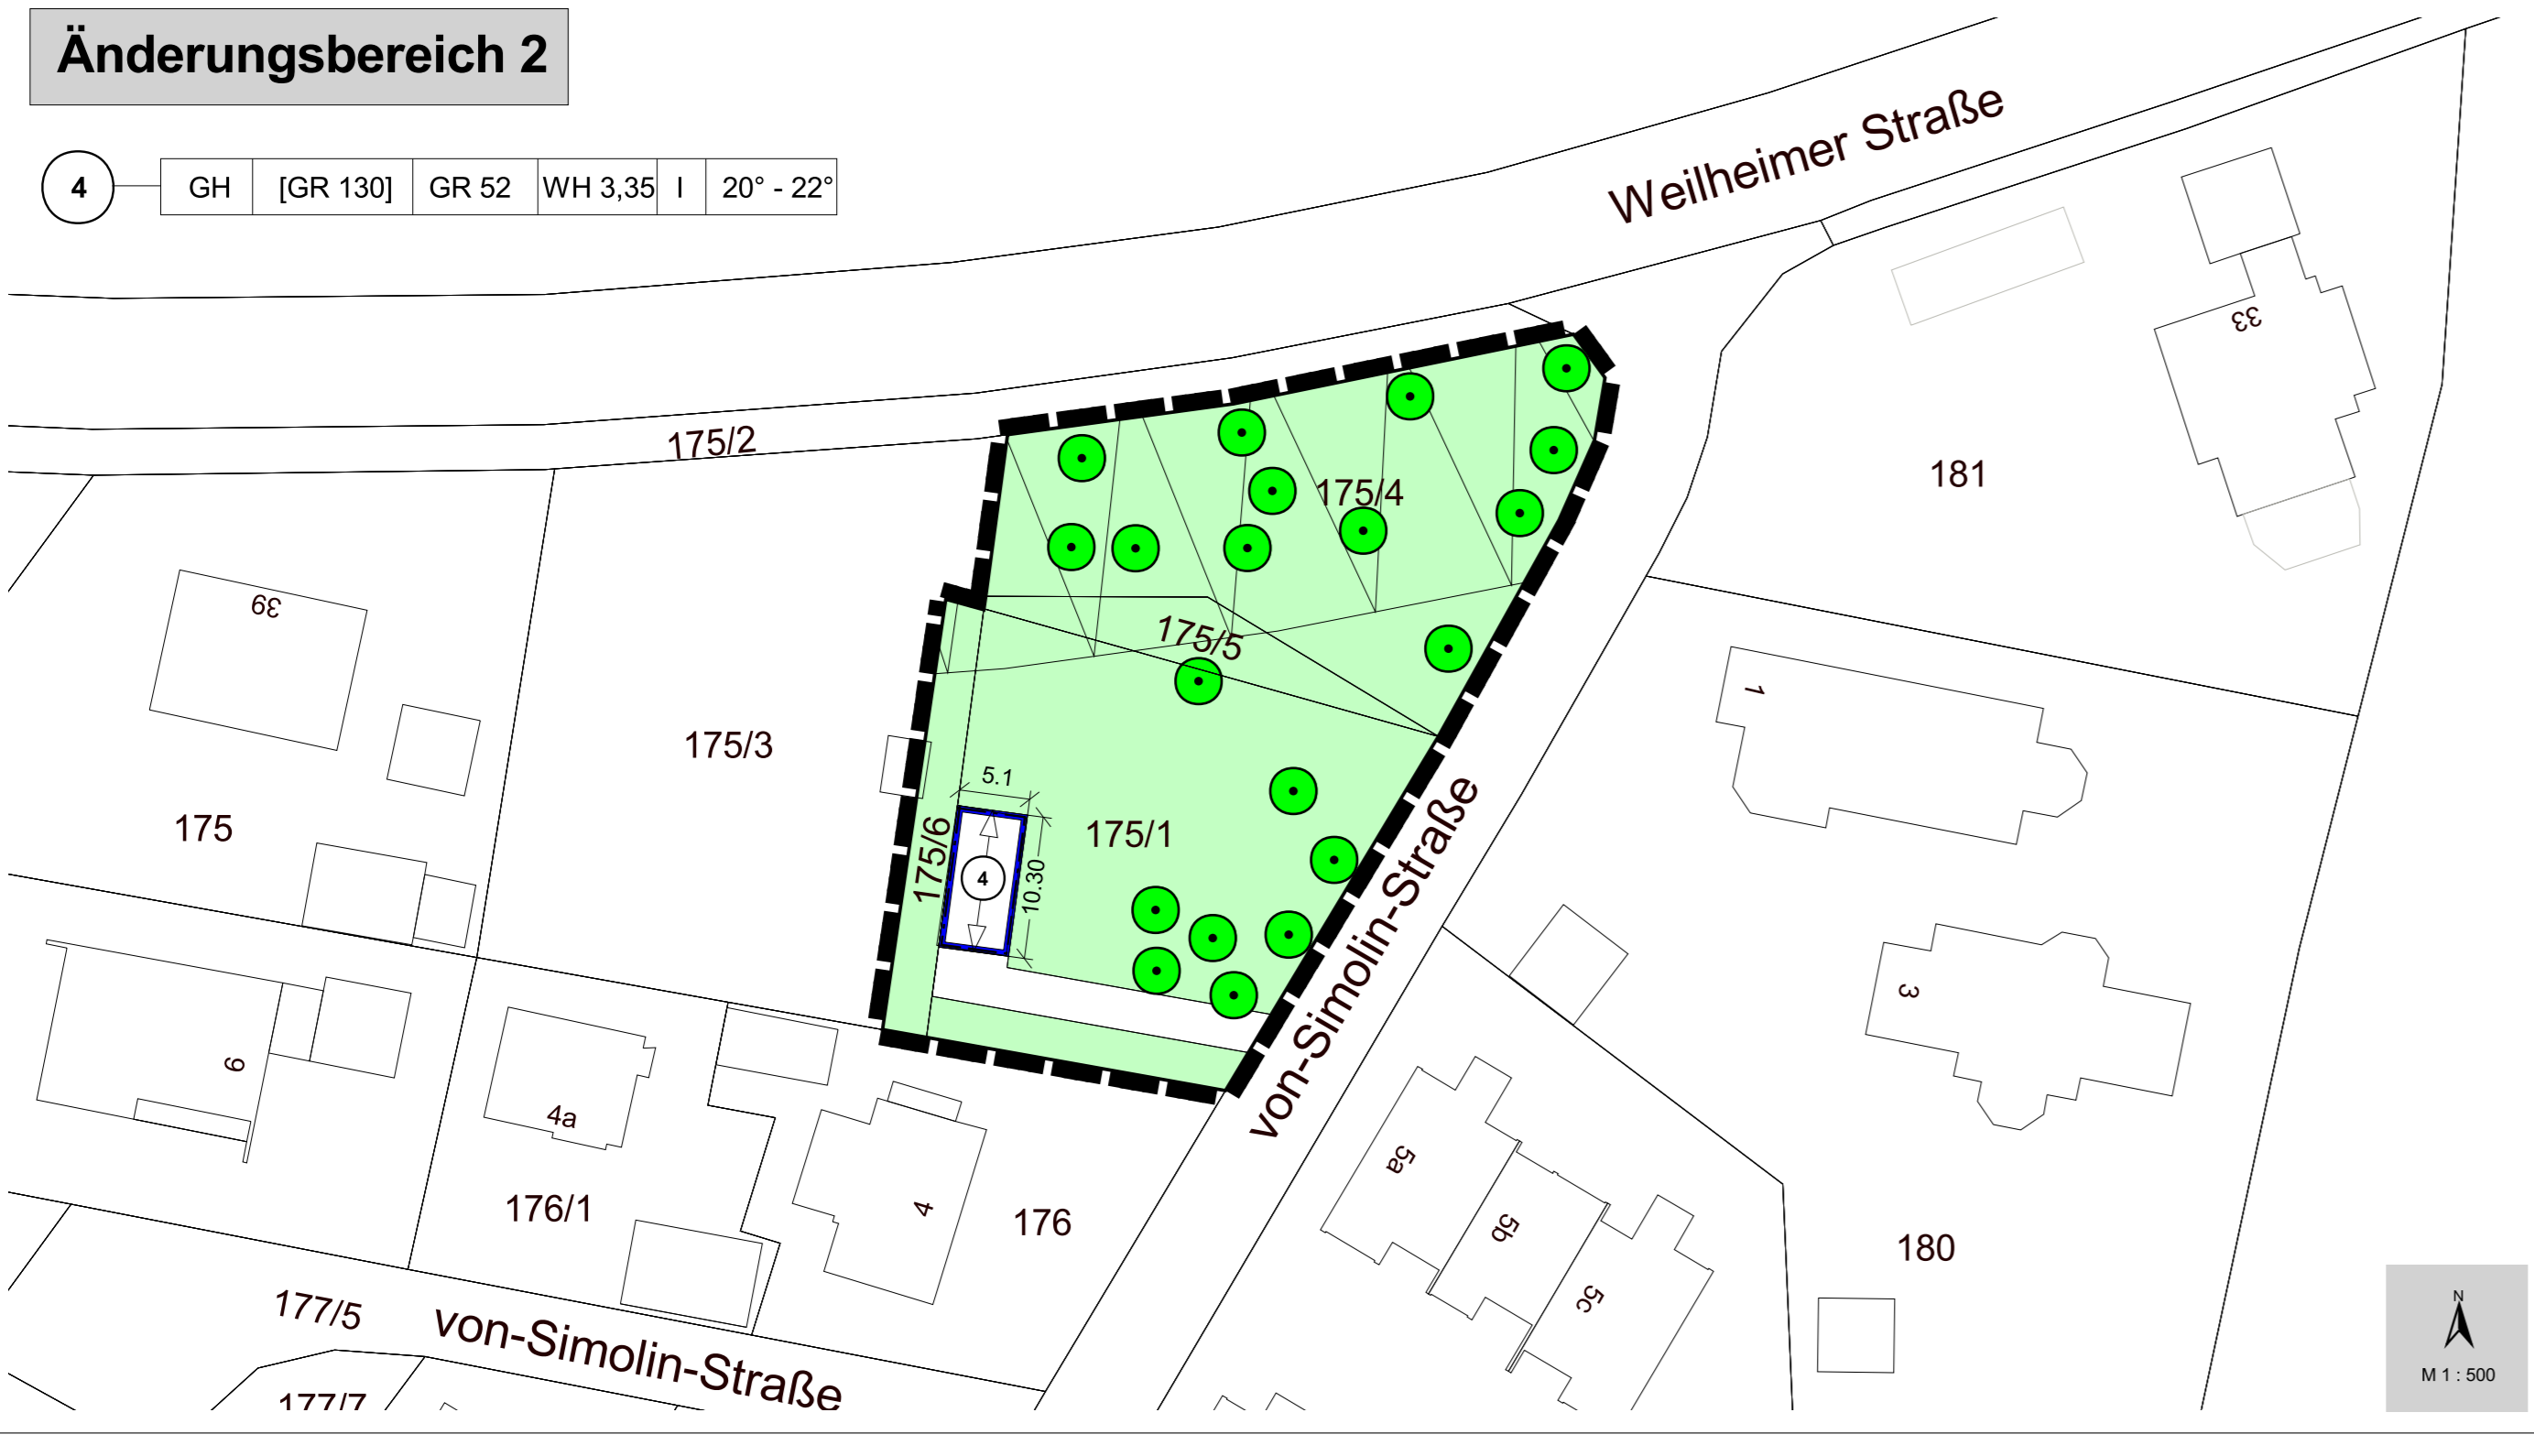 Änderungsbereich 2
4 GH [GR 130] GR 52 WH 3,35 I 20° - 22°
Weilheimer Straße
33
175/2
181
175/4
39
175/5
1
175/3
5.1
175
175/1
175/6
4
10.30
von-Simolin-Straße
3
6
4a
5a
176/1
4
176
5b
180
5c
177/5
von-Simolin-Straße
177/7
N
M 1 : 500